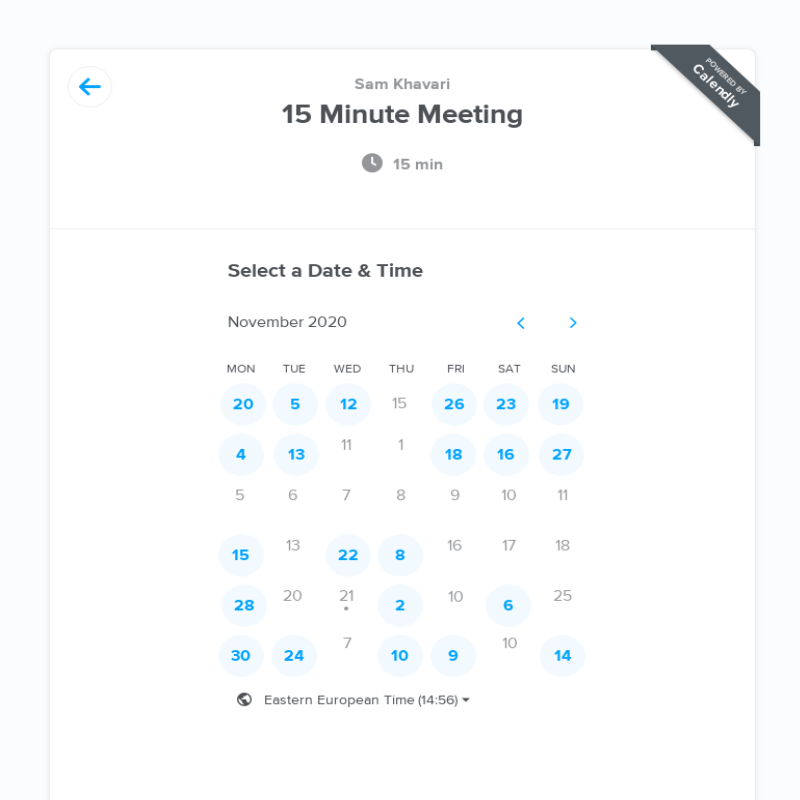 POWERED BY
Calendly
Sam Khavari
15 Minute Meeting
15 min
Select a Date & Time
November 2020
MON TUE WED THU FRI SAT SUN
20 5 12 15 26 23 19
4 13 11 1 18 16 27
5 6 7 8 9 10 11
15 13 22 8 16 17 18
28 20 21 2 10 6 25
30 24 7 10 9 10 14
Eastern European Time (14:56)